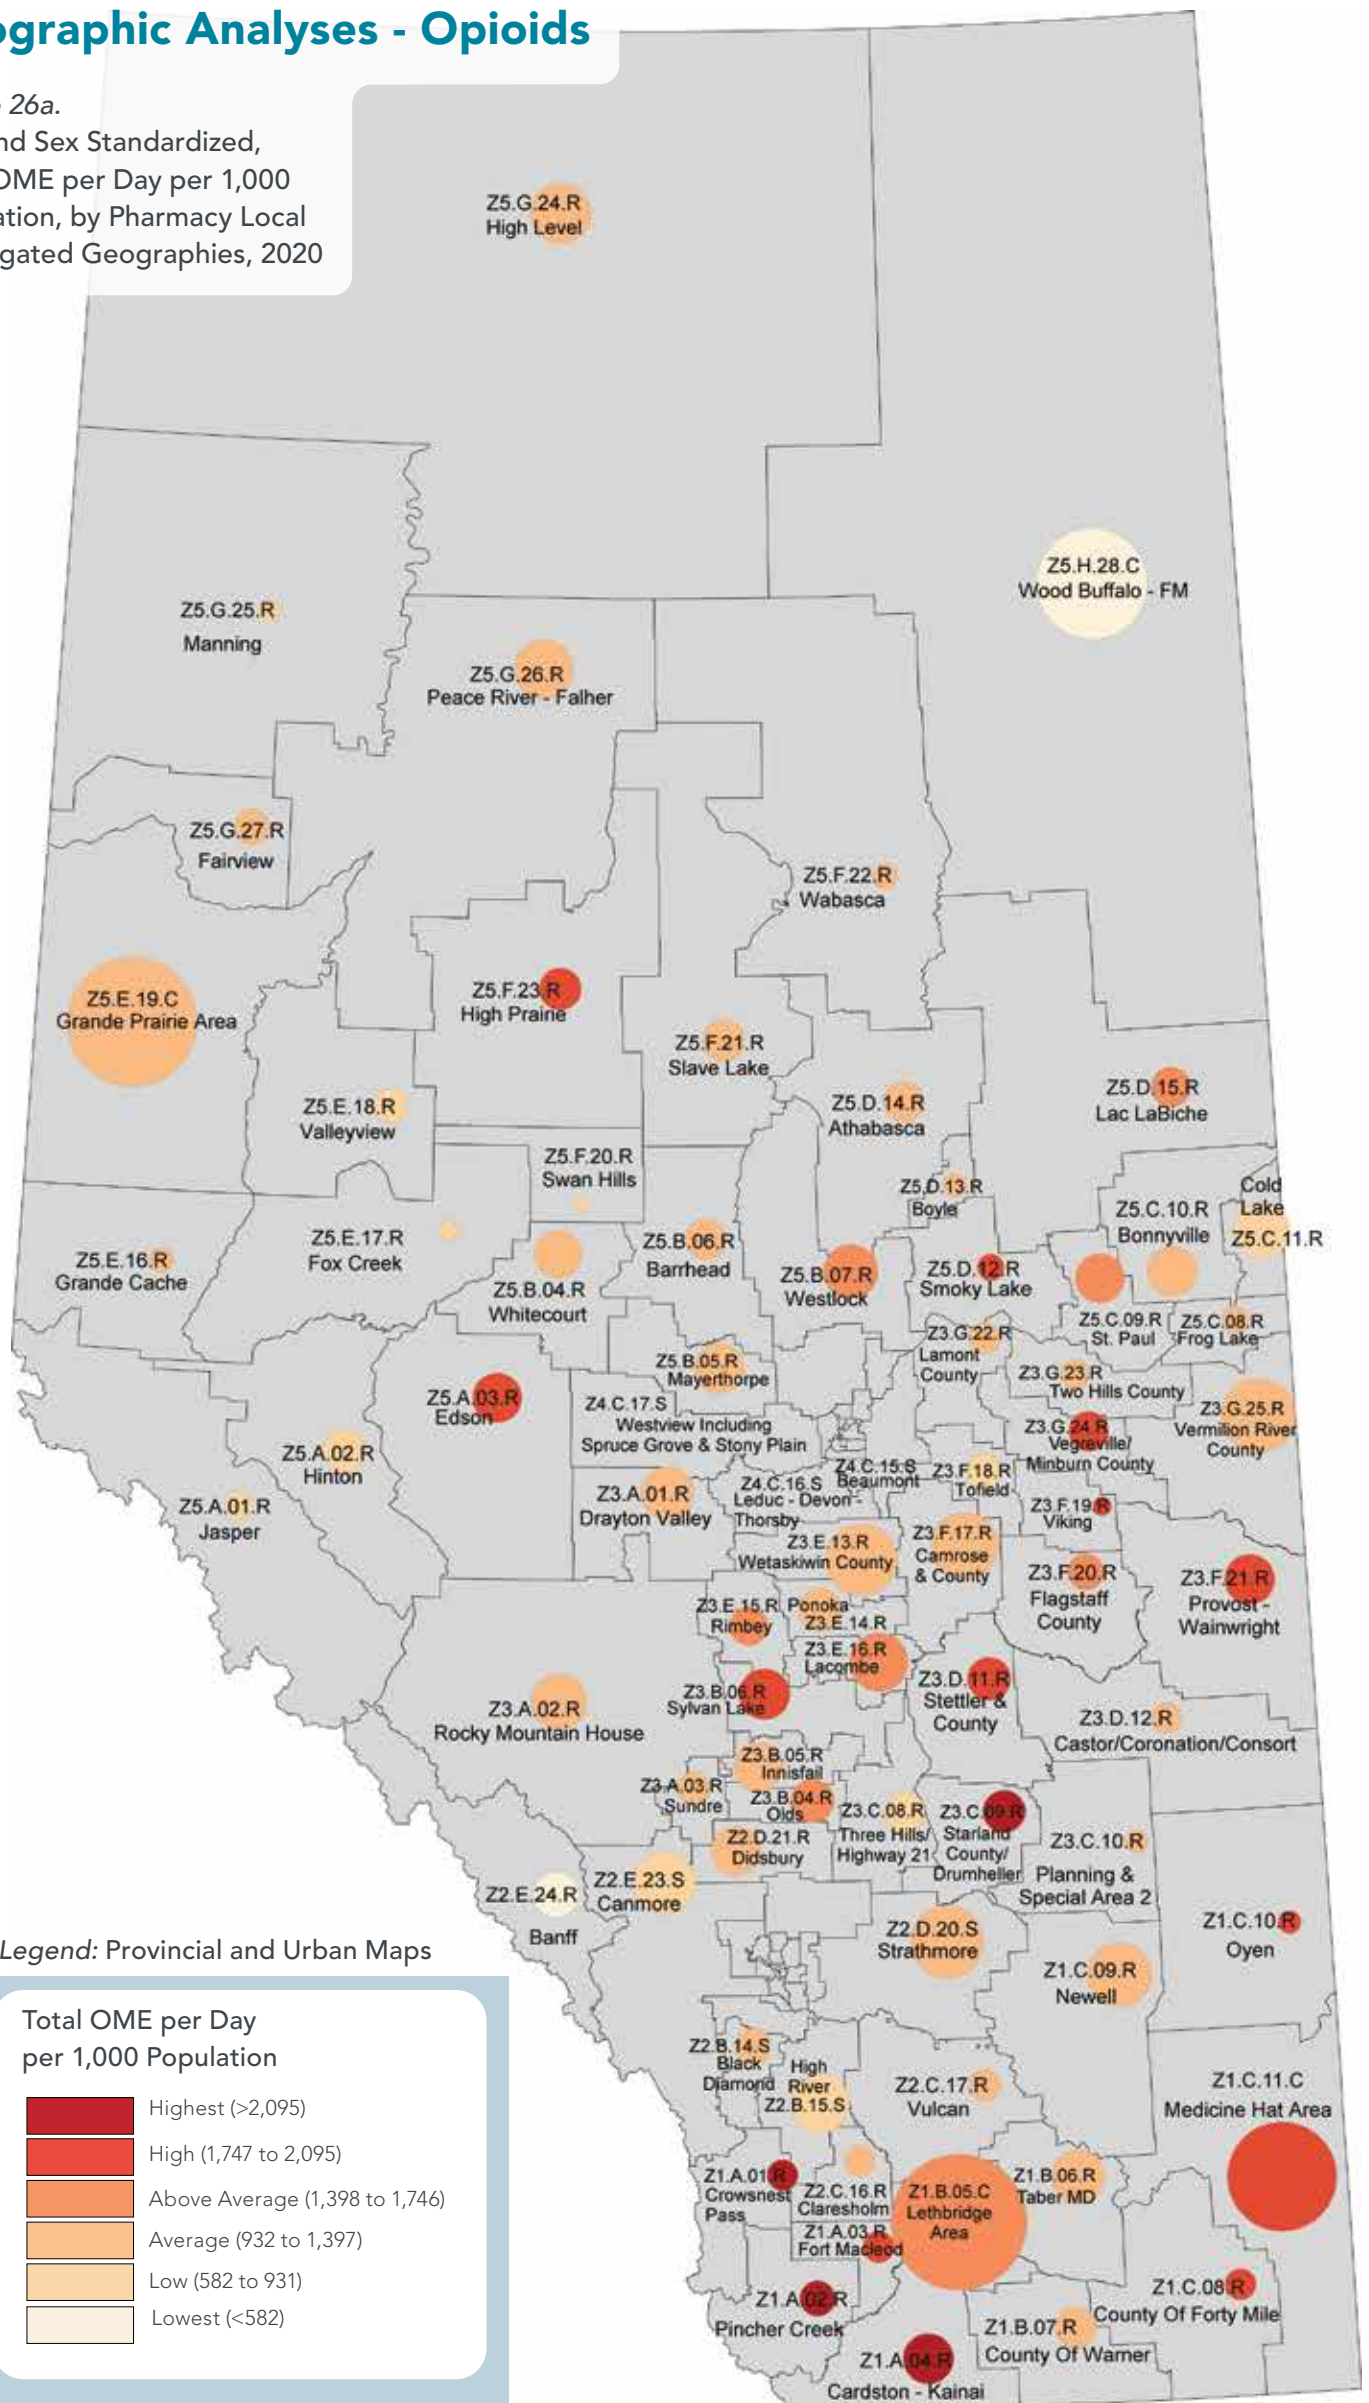 ographic Analyses - Opioids
26a.
nd Sex Standardized,
OME per Day per 1,000
ation, by Pharmacy Local
gated Geographies, 2020
Z5.G.24.R
High Level
Z5.H.28.C
Wood Buffalo - FM
Z5.G.25.R
Manning
Z5.G.26.R
Peace River - Falher
Z5.G.27.R
Fairview
Z5.F.22.R
Wabasca
Z5.E.19.C
Grande Prairie Area
Z5.F.23.R
High Prairie
Z5.F.21.R
Slave Lake
Z5.D.15.R
Lac LaBiche
Z5.E.18.R
Valleyview
Z5.D.14.R
Athabasca
Z5.F.20.R
Swan Hills
Z5.D.13.R
Boyle
Cold
Lake
Z5.C.11.R
Z5.C.10.R
Bonnyville
Z5.E.17.R
Fox Creek
Z5.B.06.R
Barrhead
Z5.E.16.R
Grande Cache
Z5.B.04.R
Whitecourt
Z5.B.07.R
Westlock
Z5.D.12.R
Smoky Lake
Z5.C.09.R
St. Paul
Z5.C.08.R
Frog Lake
Z3.G.22.R
Lamont
County
Z5.B.05.R
Mayerthorpe
Z3.G.23.R
Two Hills County
Z5.A.03.R
Edson
Z4.C.17.S
Westview Including
Spruce Grove & Stony Plain
Z3.G.25.R
Vermilion River
County
Z3.G.24.R
Vegreville/
Minburn County
Z5.A.02.R
Hinton
Z4.C.15.S
Beaumont
Z3.F.18.R
Tofield
Z4.C.16.S
Leduc - Devon -
Thorsby
Z5.A.01.R
Jasper
Z3.A.01.R
Drayton Valley
Z3.F.19.R
Viking
Z3.E.13.R
Wetaskiwin County
Z3.F.17.R
Camrose
& County
Z3.F.20.R
Flagstaff
County
Z3.F.21.R
Provost -
Wainwright
Z3.E.15.R
Rimbey
Ponoka
Z3.E.14.R
Z3.E.16.R
Lacombe
Z3.B.06.R
Sylvan Lake
Z3.D.11.R
Stettler &
County
Z3.A.02.R
Rocky Mountain House
Z3.D.12.R
Castor/Coronation/Consort
Z3.B.05.R
Innisfail
Z3.A.03.R
Sundre
Z3.B.04.R
Olds
Z3.C.08.R
Three Hills/
Highway 21
Z3.C.09.R
Starland
County/
Drumheller
Z2.D.21.R
Didsbury
Z3.C.10.R
Planning &
Special Area 2
Z2.E.23.S
Canmore
Z2.E.24.R
Banff
Z2.D.20.S
Strathmore
Z1.C.10.R
Oyen
Z1.C.09.R
Newell
Z2.B.14.S
Black
Diamond
High
River
Z2.B.15.S
Z2.C.17.R
Vulcan
Z1.C.11.C
Medicine Hat Area
Z1.A.01.R
Crowsnest
Pass
Z2.C.16.R
Claresholm
Z1.B.05.C
Lethbridge
Area
Z1.B.06.R
Taber MD
Z1.A.03.R
Fort Macleod
Z1.A.02.R
Pincher Creek
Z1.C.08.R
County Of Forty Mile
Z1.B.07.R
County Of Warner
Z1.A.04.R
Cardston - Kainai
Legend: Provincial and Urban Maps
Total OME per Day
per 1,000 Population
Highest (>2,095)
High (1,747 to 2,095)
Above Average (1,398 to 1,746)
Average (932 to 1,397)
Low (582 to 931)
Lowest (<582)